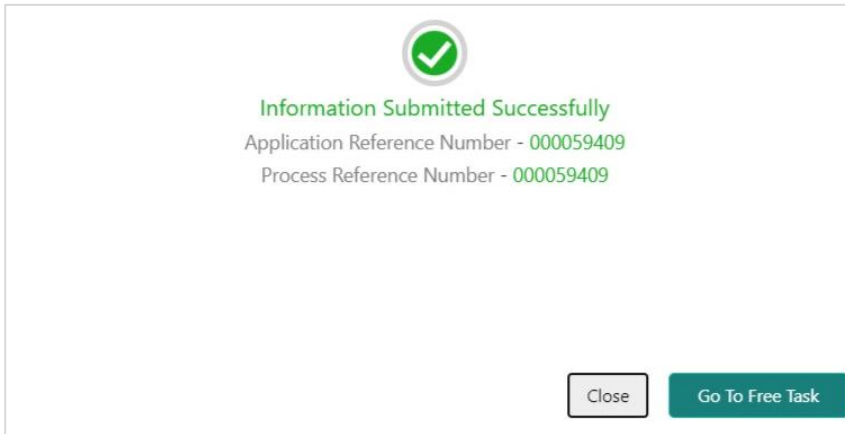 Information Submitted Successfully
Application Reference Number - 000059409
Process Reference Number - 000059409
Close
Go To Free Task